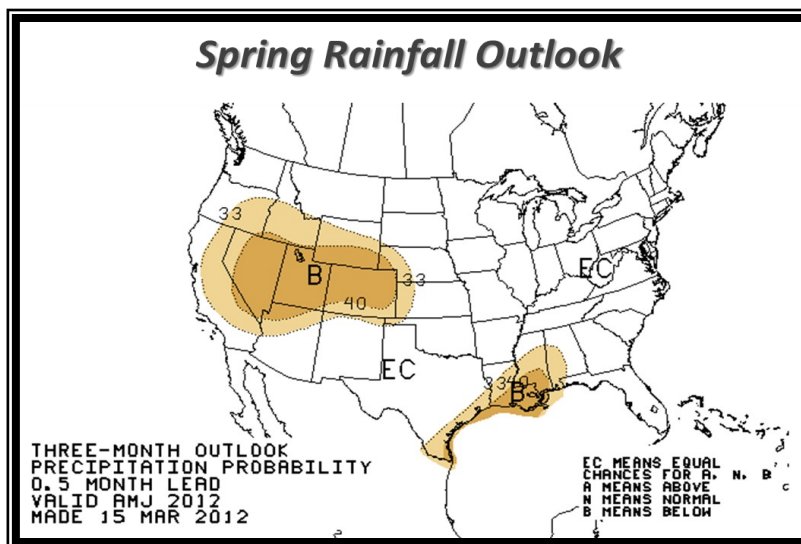 Spring Rainfall Outlook
33
B
33
40
EC
EC
33
40
B
THREE-MONTH OUTLOOK
PRECIPITATION PROBABILITY
0.5 MONTH LEAD
VALID AMJ 2012
MADE 15 MAR 2012
EC MEANS EQUAL
CHANCES FOR A, N, B
A MEANS ABOVE
N MEANS NORMAL
B MEANS BELOW